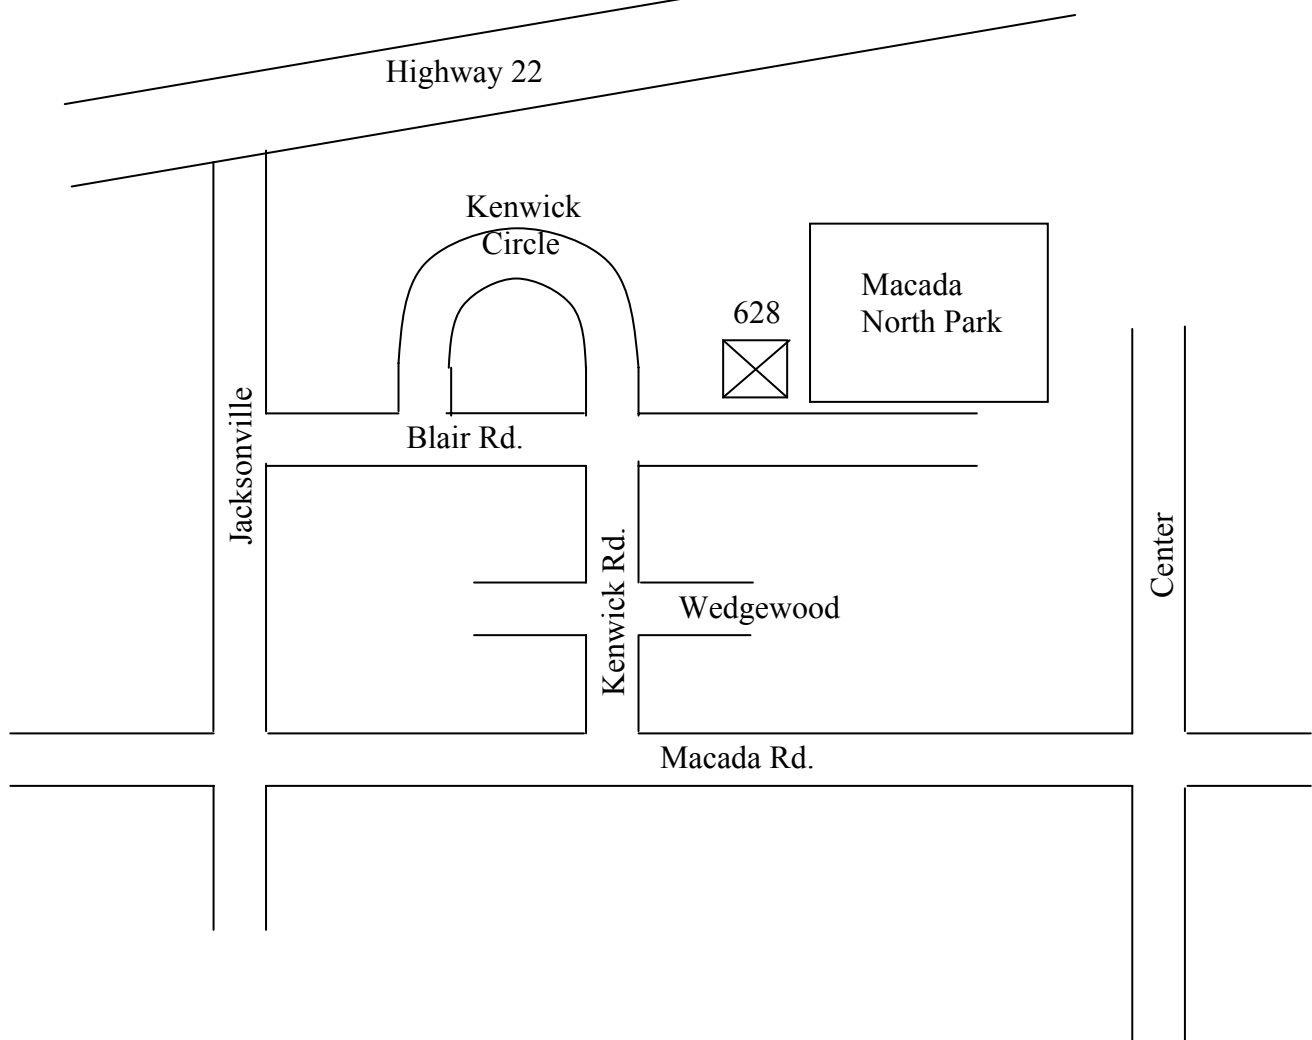 Highway 22
Kenwick
Circle
Macada
North Park
628
Jacksonville
Blair Rd.
Center
Kenwick Rd.
Wedgewood
Macada Rd.